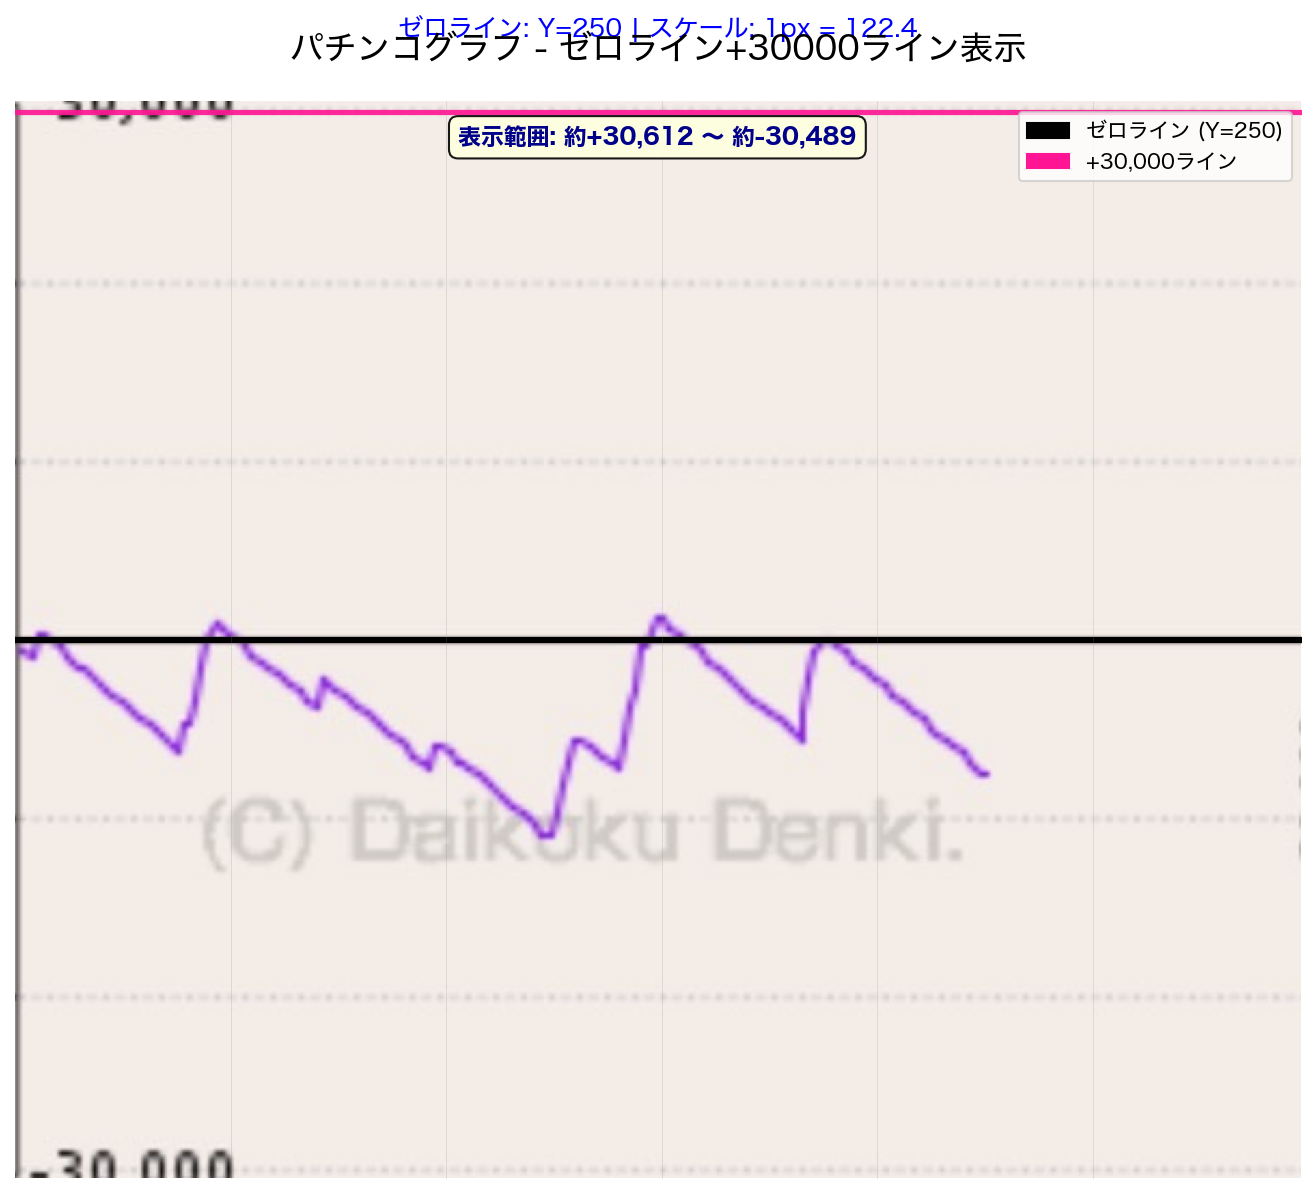 ゼロライン: Y=250 | スケール: 1px = 122.4
パチンコグラフ - ゼロライン+30000ライン表示
30,000
表示範囲: 約+30,612 〜 約-30,489
ゼロライン (Y=250)
+30,000ライン
(C) Daikoku Denki.
-30,000